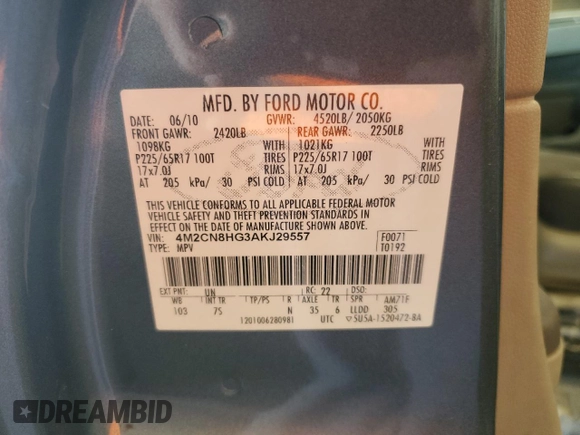 MFD. BY FORD MOTOR CO.
DATE: 06/10 GVWR: 4520LB/ 2050KG
FRONT GAWR: 2420LB REAR GAWR: 2250LB
1098KG WITH 1021KG WITH
P225/65R17 100T TIRES P225/65R17 100T TIRES
17x7.0J RIMS 17x7.0J RIMS
AT 205 kPa/ 30 PSI COLD AT 205 kPa/ 30 PSI COLD
THIS VEHICLE CONFORMS TO ALL APPLICABLE FEDERAL MOTOR
VEHICLE SAFETY AND THEFT PREVENTION STANDARDS IN
EFFECT ON THE DATE OF MANUFACTURE SHOWN ABOVE.
VIN: 4M2CN8HG3AKJ29557 F0071
TYPE: MPV T0192
EXT PNT: UN RC: 22 DSO:
WB INT TR TP/PS R AXLE TR SPR AM71F
103 7S N 35 6 LLDD 305
1201006280981 UTC 5U5A-1520472-BA
DREAMBID